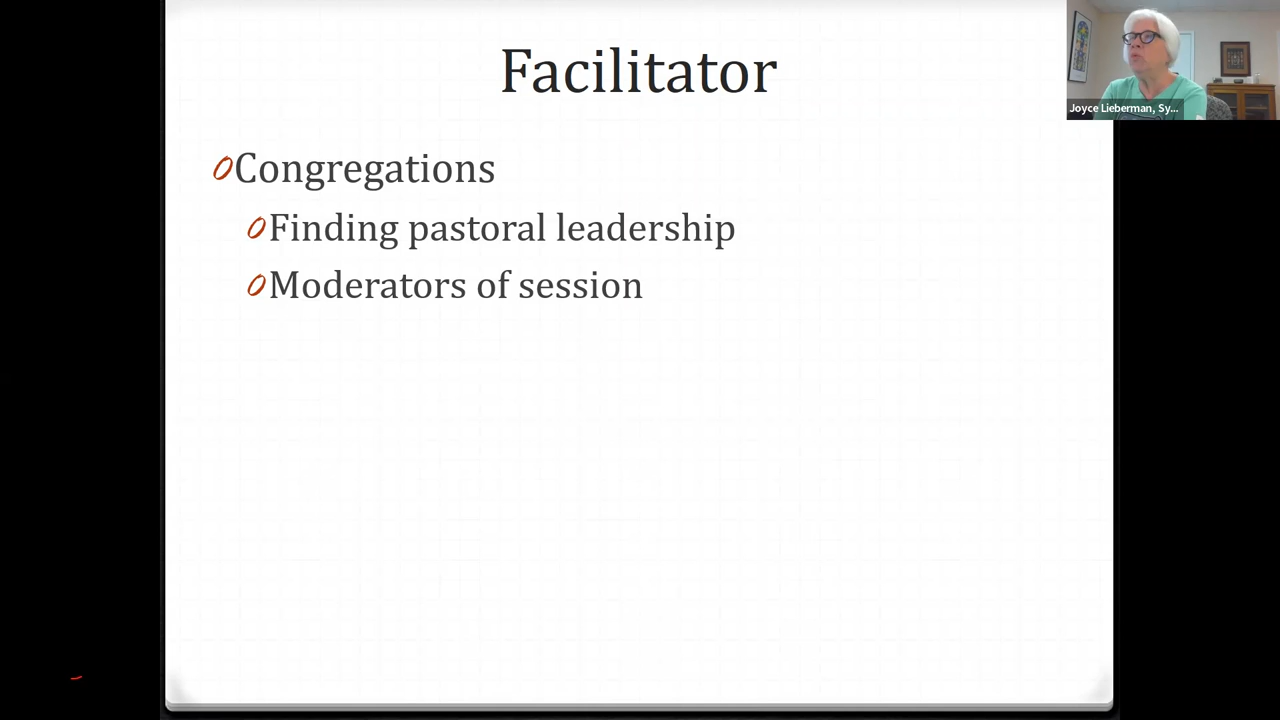 Facilitator
Congregations
Finding pastoral leadership
Moderators of session
Joyce Lieberman, Sy...